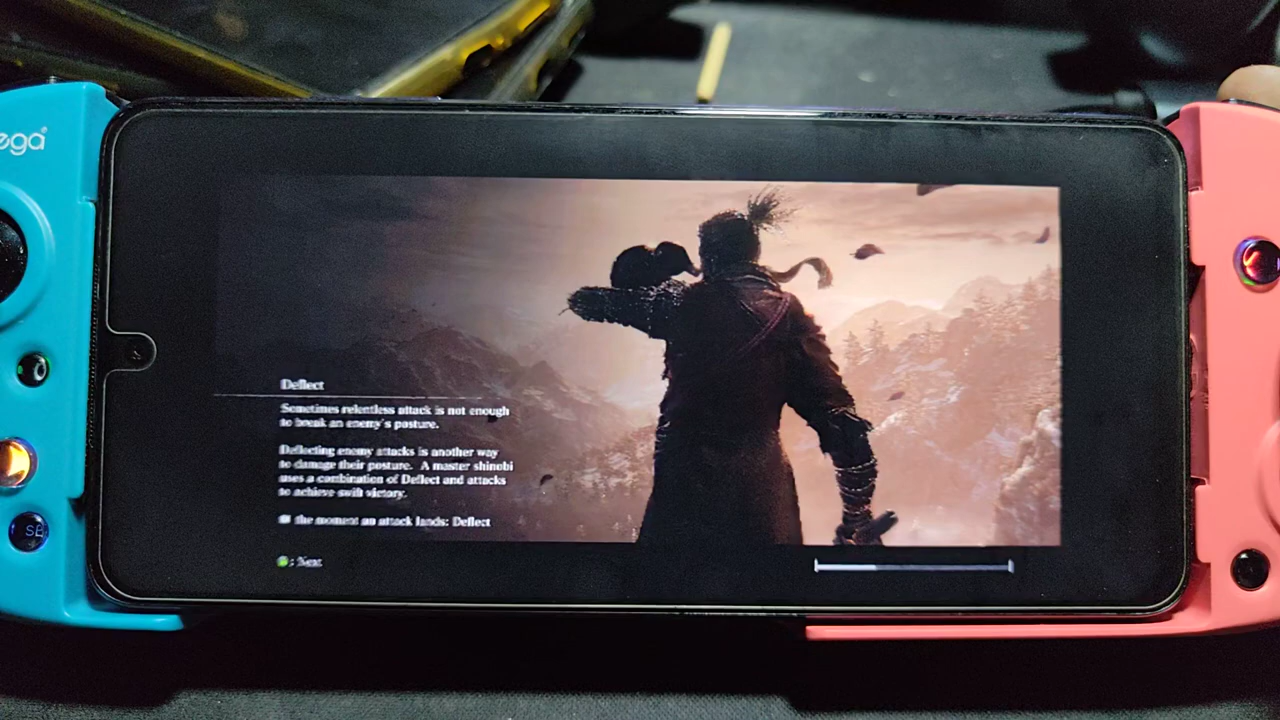 ega
Deflect
Sometimes relentless attack is not enough
to break an enemy's posture.
Deflecting enemy attacks is another way
to damage their posture. A master shinobi
uses a combination of Deflect and attacks
to achieve swift victory.
the moment an attack lands: Deflect
: Next
SB